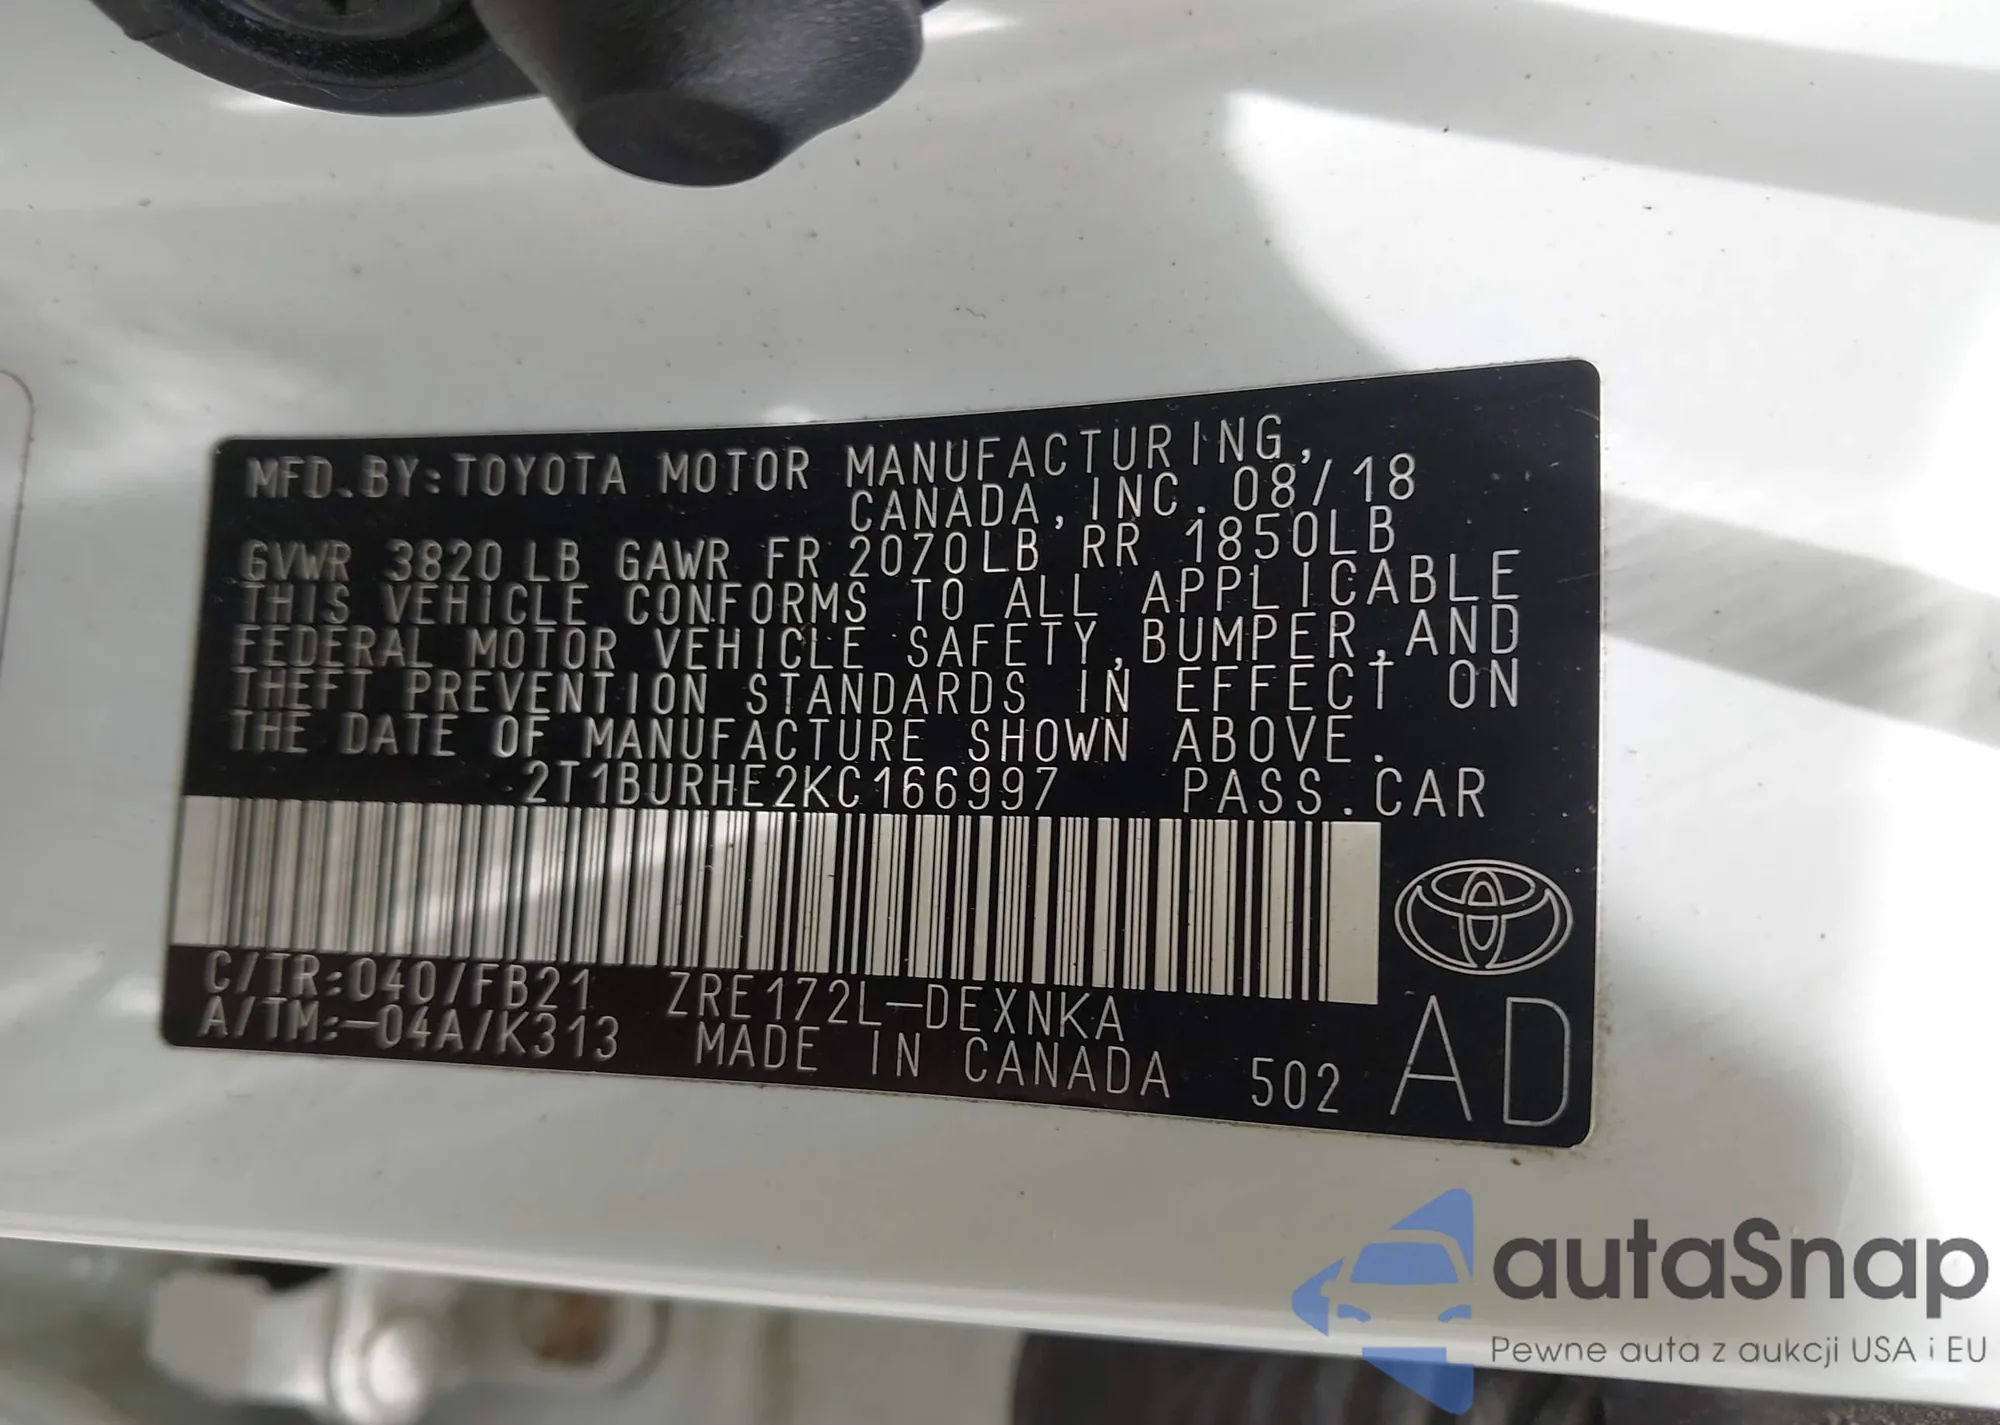 MFD. BY: TOYOTA MOTOR MANUFACTURING,
CANADA, INC. 08/18
GVWR 3820 LB GAWR FR 2070LB RR 1850LB
THIS VEHICLE CONFORMS TO ALL APPLICABLE
FEDERAL MOTOR VEHICLE SAFETY, BUMPER, AND
THEFT PREVENTION STANDARDS IN EFFECT ON
THE DATE OF MANUFACTURE SHOWN ABOVE.
2T1BURHE2KC166997 PASS. CAR
C/TR: 040/FB21 ZRE172L-DEXNKA
A/TM: -04A/K313 MADE IN CANADA 502 AD
autaSnap
Pewne auta z aukcji USA i EU